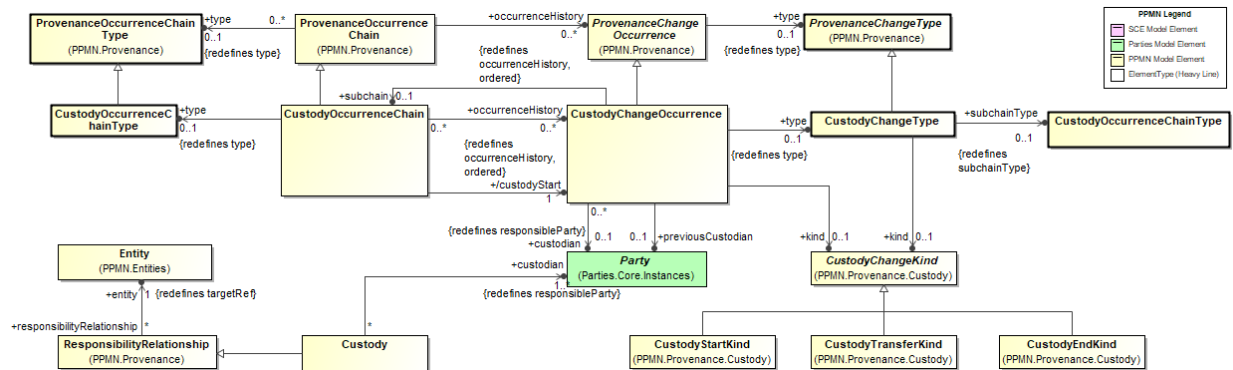 ProvenanceOccurrenceChain
Type
(PPMN.Provenance)
+type
0..1
{redefines type}
ProvenanceOccurrence
Chain
(PPMN.Provenance)
+occurrenceHistory
0..*
{redefines
occurrenceHistory,
ordered}
ProvenanceChange
Occurrence
(PPMN.Provenance)
+type
0..1
{redefines type}
ProvenanceChangeType
(PPMN.Provenance)
PPMN Legend
SCE Model Element
Parties Model Element
PPMN Model Element
ElementType (Heavy Line)
CustodyOccurrenceC
hainType
+type
0..1
{redefines type}
+subchain
0..1
CustodyOccurrenceChain
+occurrenceHistory
0..*
0..*
{redefines
occurrenceHistory,
ordered}
+/custodyStart
1
CustodyChangeOccurrence
+type
0..1
{redefines type}
CustodyChangeType
+subchainType
0..1
{redefines
subchainType}
CustodyOccurrenceChainType
0..*
{redefines responsibleParty}
0..1
+custodian
0..1
+previousCustodian
+kind
0..1
+kind
0..1
Entity
(PPMN.Entities)
+entity
1
{redefines targetRef}
+custodian
1..*
{redefines responsibleParty}
Party
(Parties.Core.Instances)
CustodyChangeKind
(PPMN.Provenance.Custody)
+responsibilityRelationship
*
ResponsibilityRelationship
(PPMN.Provenance)
*
Custody
CustodyStartKind
(PPMN.Provenance.Custody)
CustodyTransferKind
(PPMN.Provenance.Custody)
CustodyEndKind
(PPMN.Provenance.Custody)